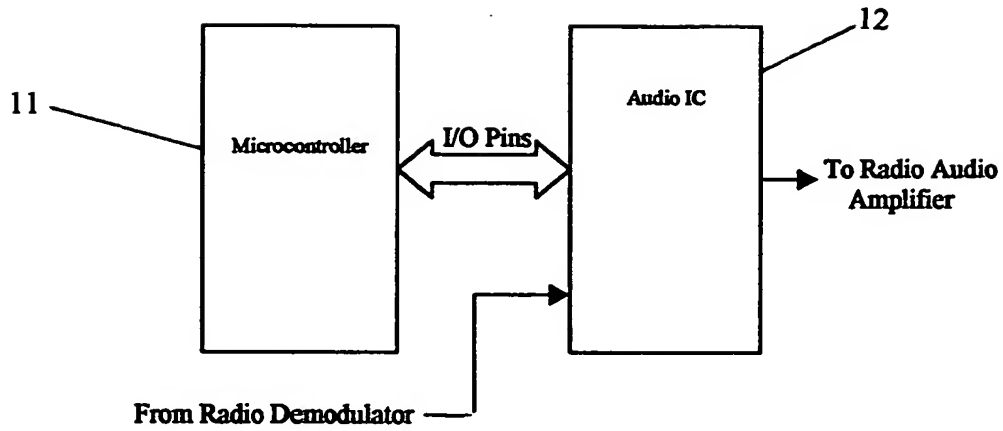 12
11
Audio IC
Microcontroller
I/O Pins
To Radio Audio
Amplifier
From Radio Demodulator